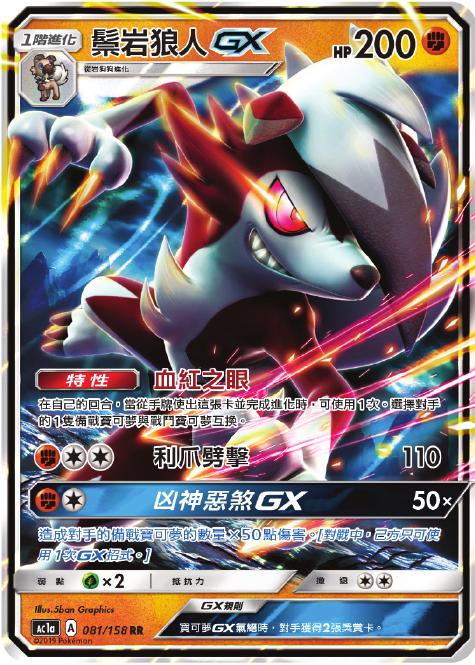 1階進化 鬃岩狼人GX HP200
從岩狗狗進化
特性 血紅之眼
在自己的回合,當從手牌使出這張卡並完成進化時,可使用1次。選擇對手
的1隻備戰寶可夢與戰鬥寶可夢互換。
利爪劈擊 110
凶神惡煞GX 50×
造成對手的備戰寶可夢的數量×50點傷害。[對戰中,己方只可使
用1次GX招式。]
弱點 ×2 抵抗力 撤退
Illus.5ban Graphics
GX規則
AC1a A 081/158 RR
寶可夢GX氣絕時,對手獲得2張獎賞卡。
©2019 Pokémon